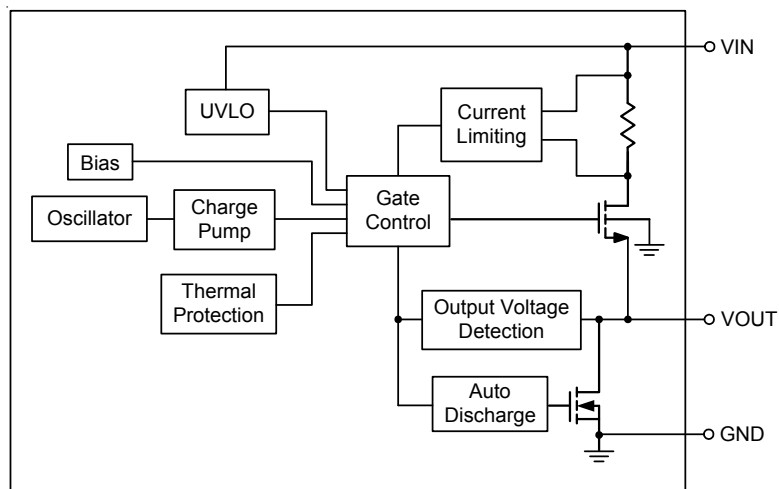 VIN
UVLO
Current
Limiting
Bias
Gate
Control
Oscillator
Charge
Pump
Thermal
Protection
Output Voltage
Detection
VOUT
Auto
Discharge
GND